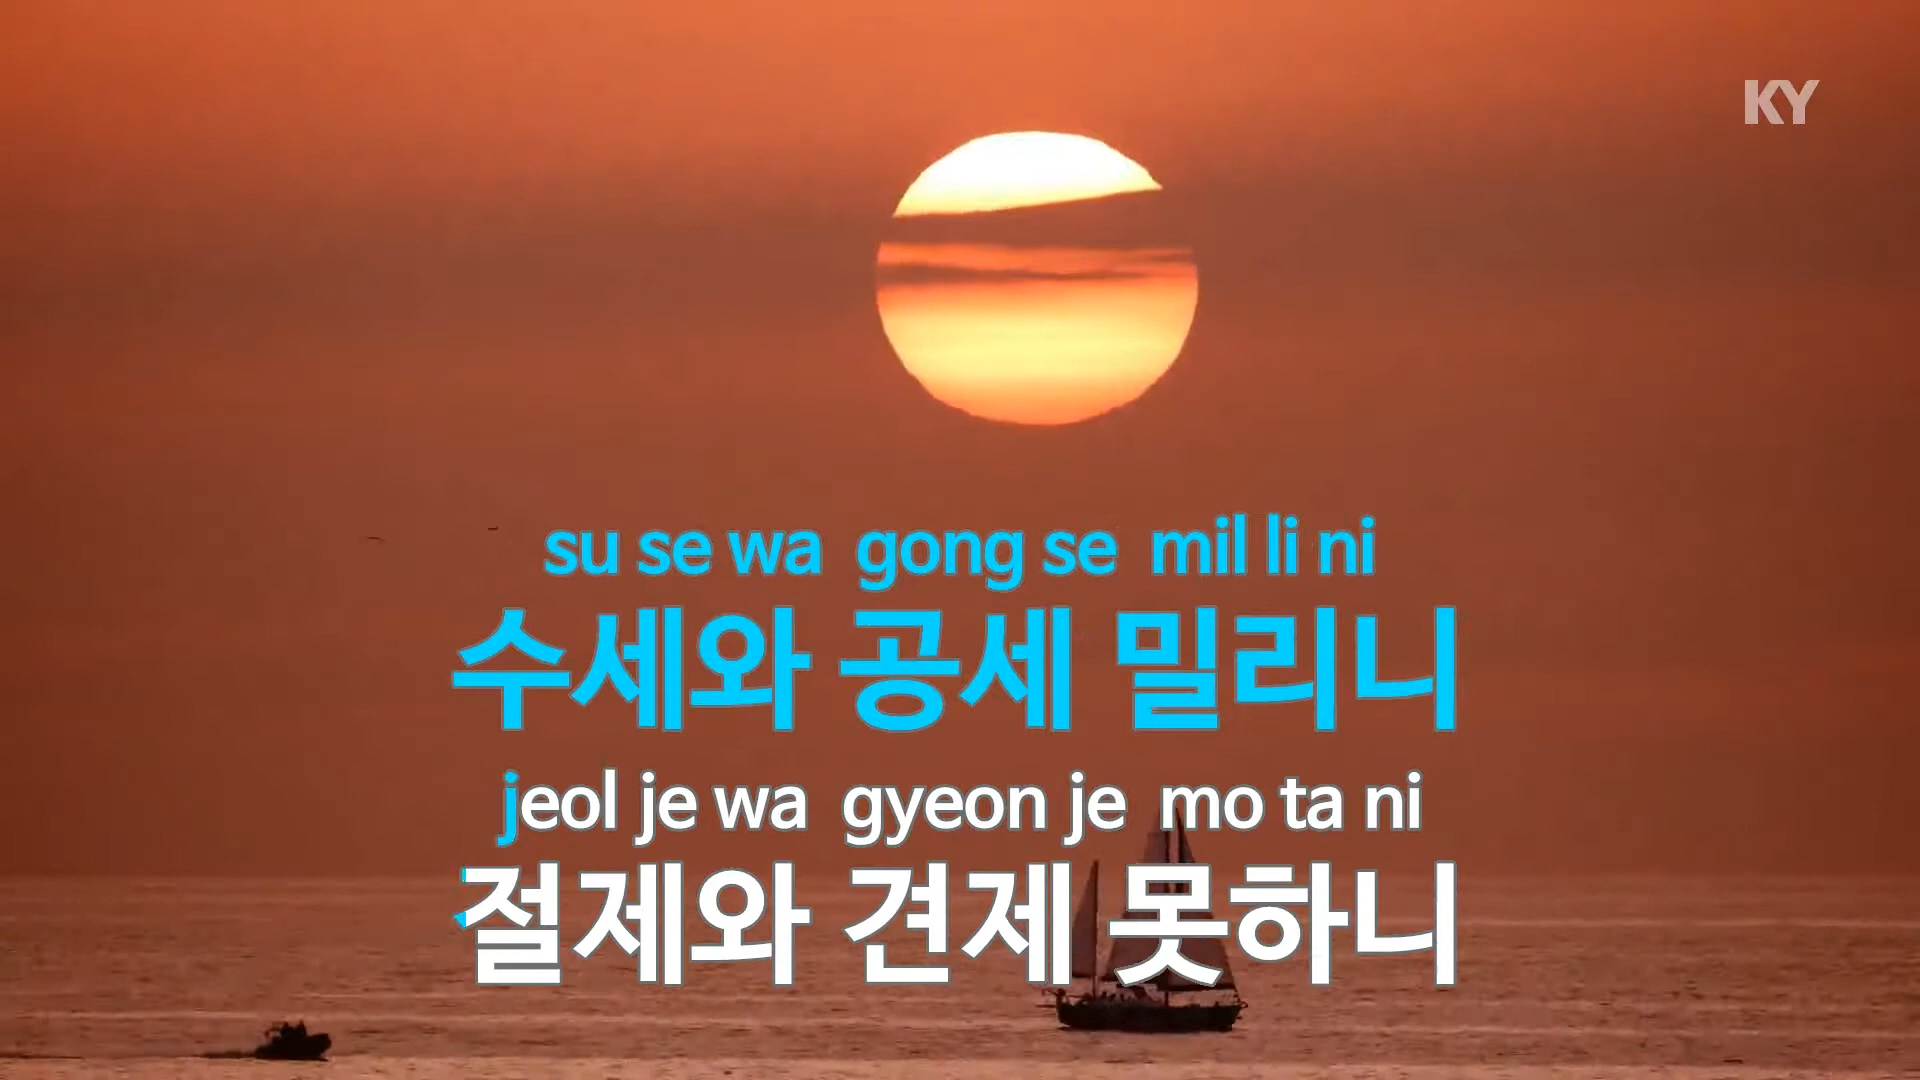 KY
su se wa gong se mil li ni
수세와 공세 밀리니
jeol je wa gyeon je mo ta ni
절제와 견제 못하니